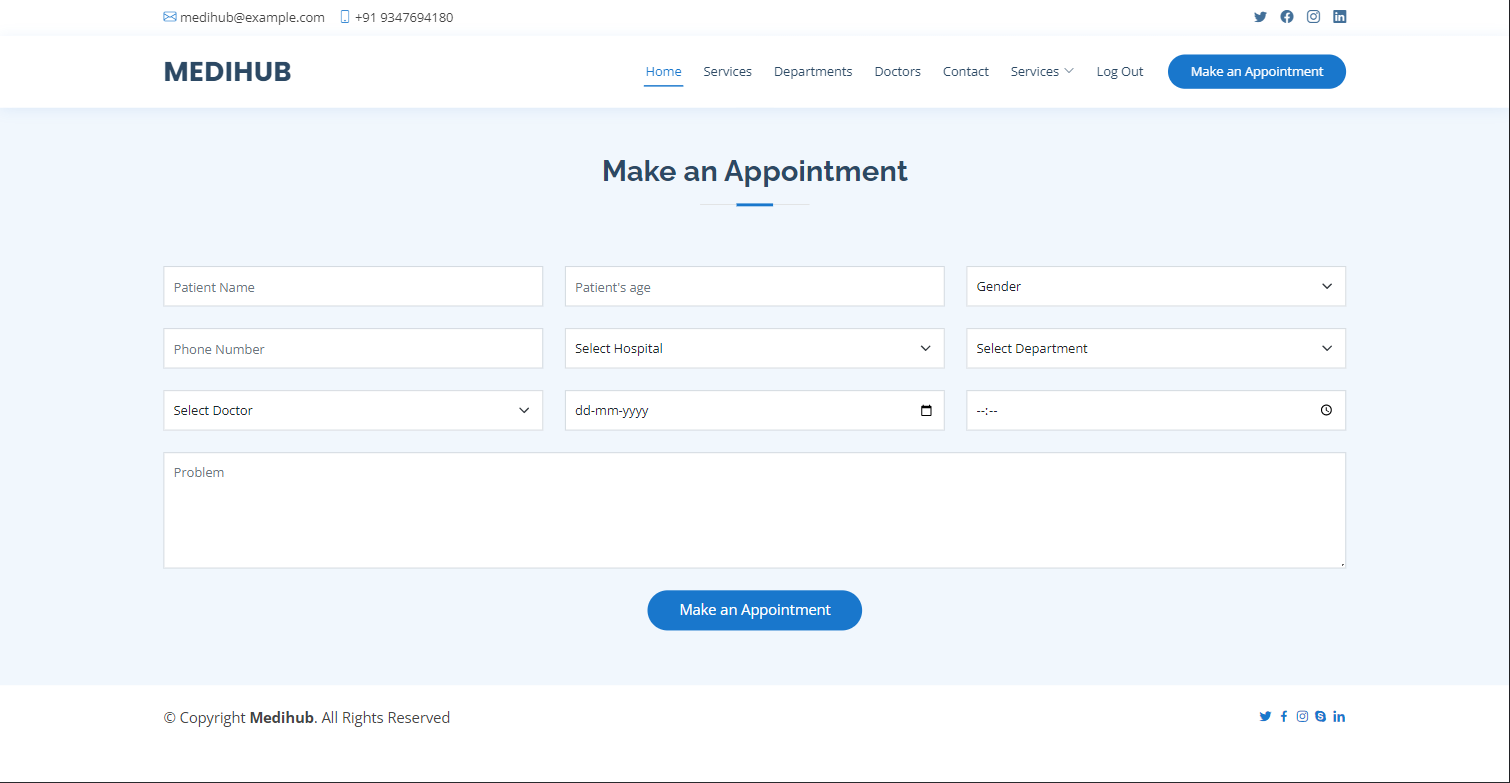 medihub@example.com +91 9347694180
MEDIHUB Home Services Departments Doctors Contact Services Log Out Make an Appointment
Make an Appointment
Patient Name Patient's age Gender
Phone Number Select Hospital Select Department
Select Doctor dd-mm-yyyy --:--
Problem
Make an Appointment
© Copyright Medihub. All Rights Reserved